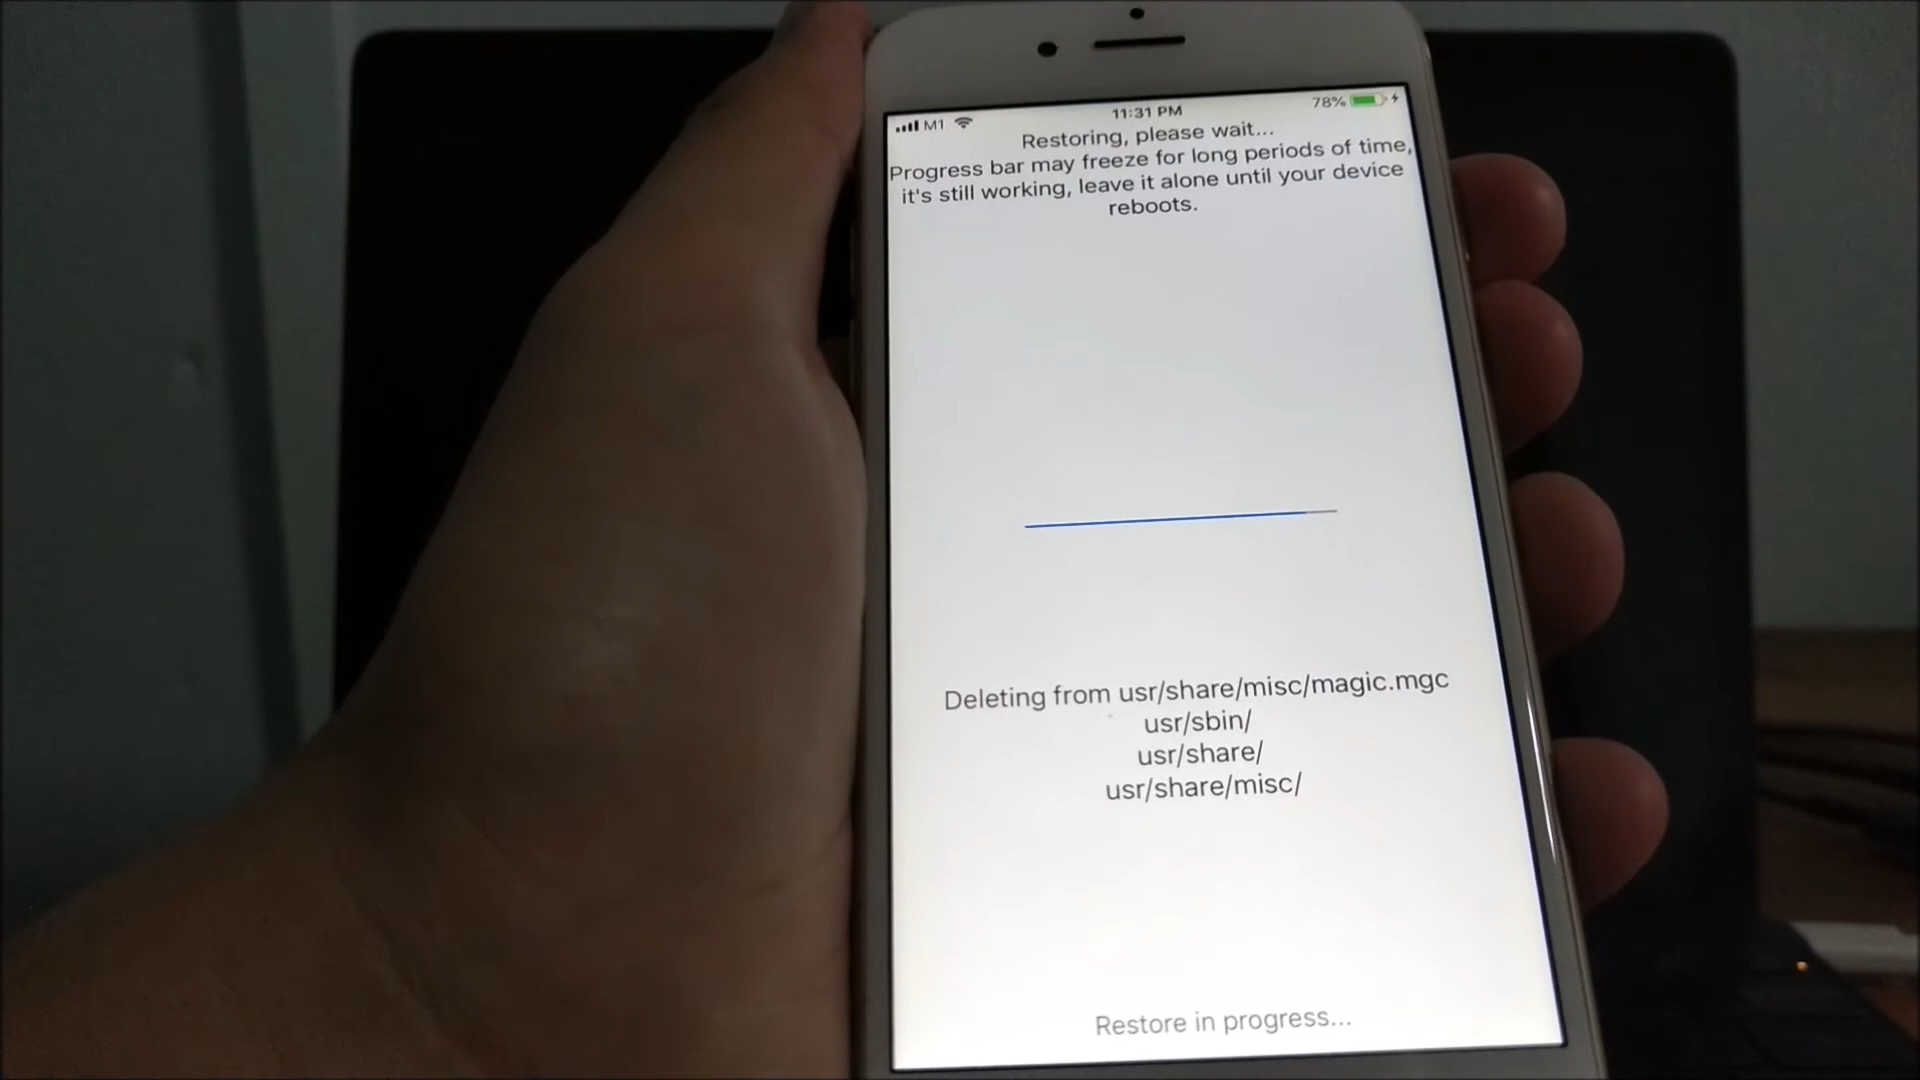 M1
11:31 PM
78%
Restoring, please wait...
Progress bar may freeze for long periods of time,
it's still working, leave it alone until your device
reboots.
Deleting from usr/share/misc/magic.mgc
usr/sbin/
usr/share/
usr/share/misc/
Restore in progress...